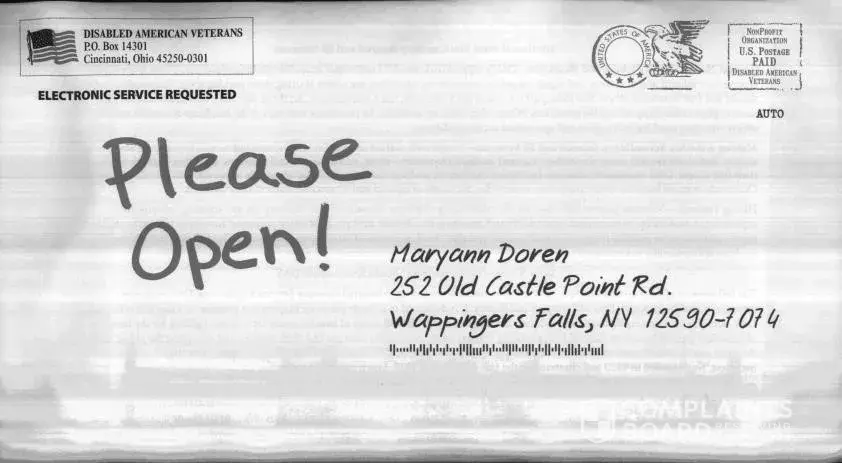 DISABLED AMERICAN VETERANS
P.O. Box 14301
Cincinnati, Ohio 45250-0301
ELECTRONIC SERVICE REQUESTED
UNITED STATES OF AMERICA
NONPROFIT
ORGANIZATION
U.S. POSTAGE
PAID
DISABLED AMERICAN
VETERANS
AUTO
Please
Open!
Maryann Doren
252 Old Castle Point Rd.
Wappingers Falls, NY 12590-7074
COMPLAINTS
BOARD